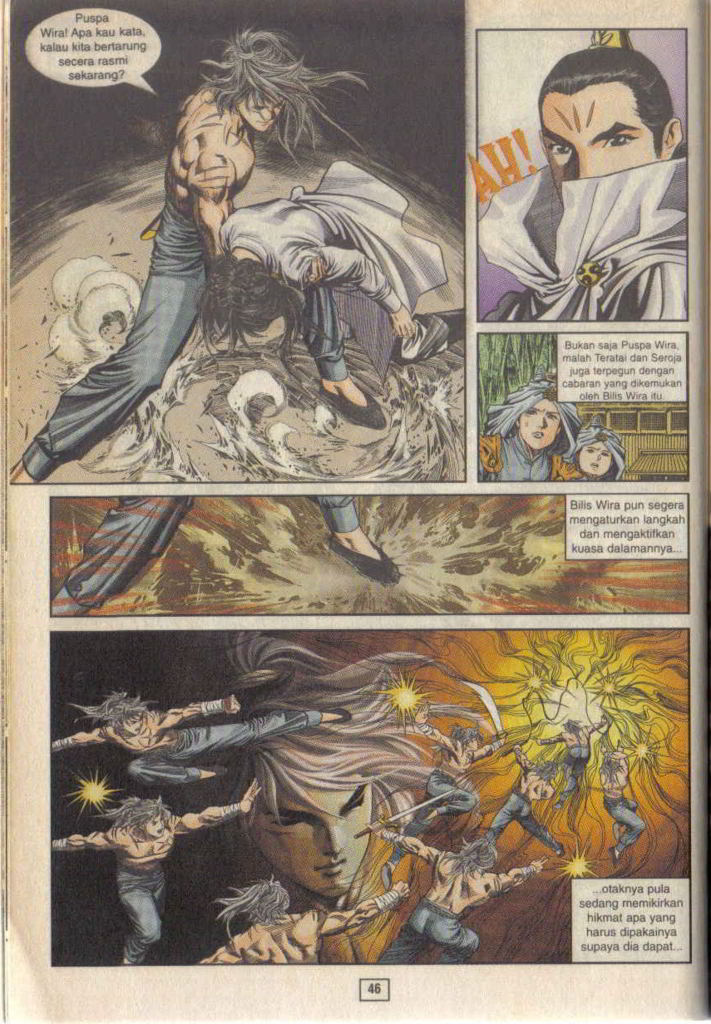 Puspa
Wira! Apa kau kata,
kalau kita bertarung
secera rasmi
sekarang?
AH!
Bukan saja Puspa Wira,
malah Teratai dan Seroja
juga terpegun dengan
cabaran yang dikemukan
oleh Bilis Wira itu.
Bilis Wira pun segera
mengaturkan langkah
dan mengaktifkan
kuasa dalamannya...
...otaknya pula
sedang memikirkan
hikmat apa yang
harus dipakainya
supaya dia dapat...
46